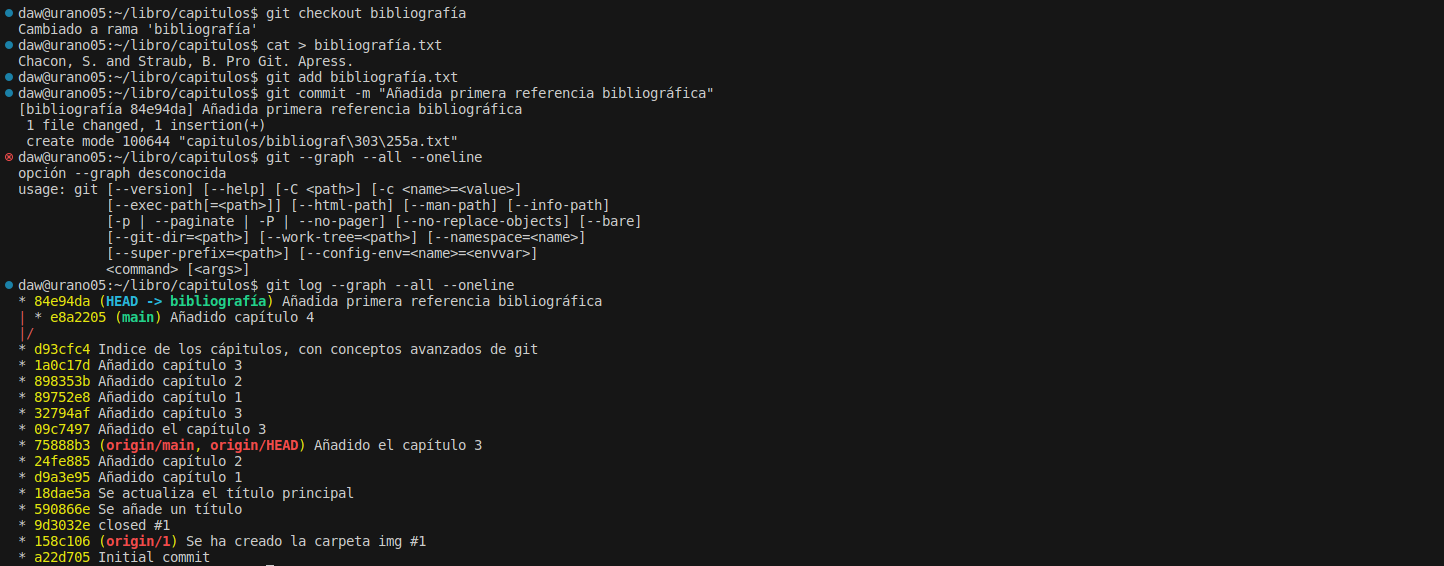 daw@urano05:~/libro/capitulos$ git checkout bibliografía
Cambiado a rama 'bibliografía'
daw@urano05:~/libro/capitulos$ cat > bibliografía.txt
Chacon, S. and Straub, B. Pro Git. Apress.
daw@urano05:~/libro/capitulos$ git add bibliografía.txt
daw@urano05:~/libro/capitulos$ git commit -m "Añadida primera referencia bibliográfica"
[bibliografía 84e94da] Añadida primera referencia bibliográfica
 1 file changed, 1 insertion(+)
 create mode 100644 "capitulos/bibliograf\303\255a.txt"
daw@urano05:~/libro/capitulos$ git --graph --all --oneline
opción --graph desconocida
usage: git [--version] [--help] [-C <path>] [-c <name>=<value>]
           [--exec-path[=<path>]] [--html-path] [--man-path] [--info-path]
           [-p | --paginate | -P | --no-pager] [--no-replace-objects] [--bare]
           [--git-dir=<path>] [--work-tree=<path>] [--namespace=<name>]
           [--super-prefix=<path>] [--config-env=<name>=<envvar>]
           <command> [<args>]
daw@urano05:~/libro/capitulos$ git log --graph --all --oneline
* 84e94da (HEAD -> bibliografía) Añadida primera referencia bibliográfica
| * e8a2205 (main) Añadido capítulo 4
|/
* d93cfc4 Indice de los cápitulos, con conceptos avanzados de git
* 1a0c17d Añadido capítulo 3
* 898353b Añadido capítulo 2
* 89752e8 Añadido capítulo 1
* 32794af Añadido capítulo 3
* 09c7497 Añadido el capítulo 3
* 75888b3 (origin/main, origin/HEAD) Añadido el capítulo 3
* 24fe885 Añadido capítulo 2
* d9a3e95 Añadido capítulo 1
* 18dae5a Se actualiza el título principal
* 590866e Se añade un título
* 9d3032e closed #1
* 158c106 (origin/1) Se ha creado la carpeta img #1
* a22d705 Initial commit